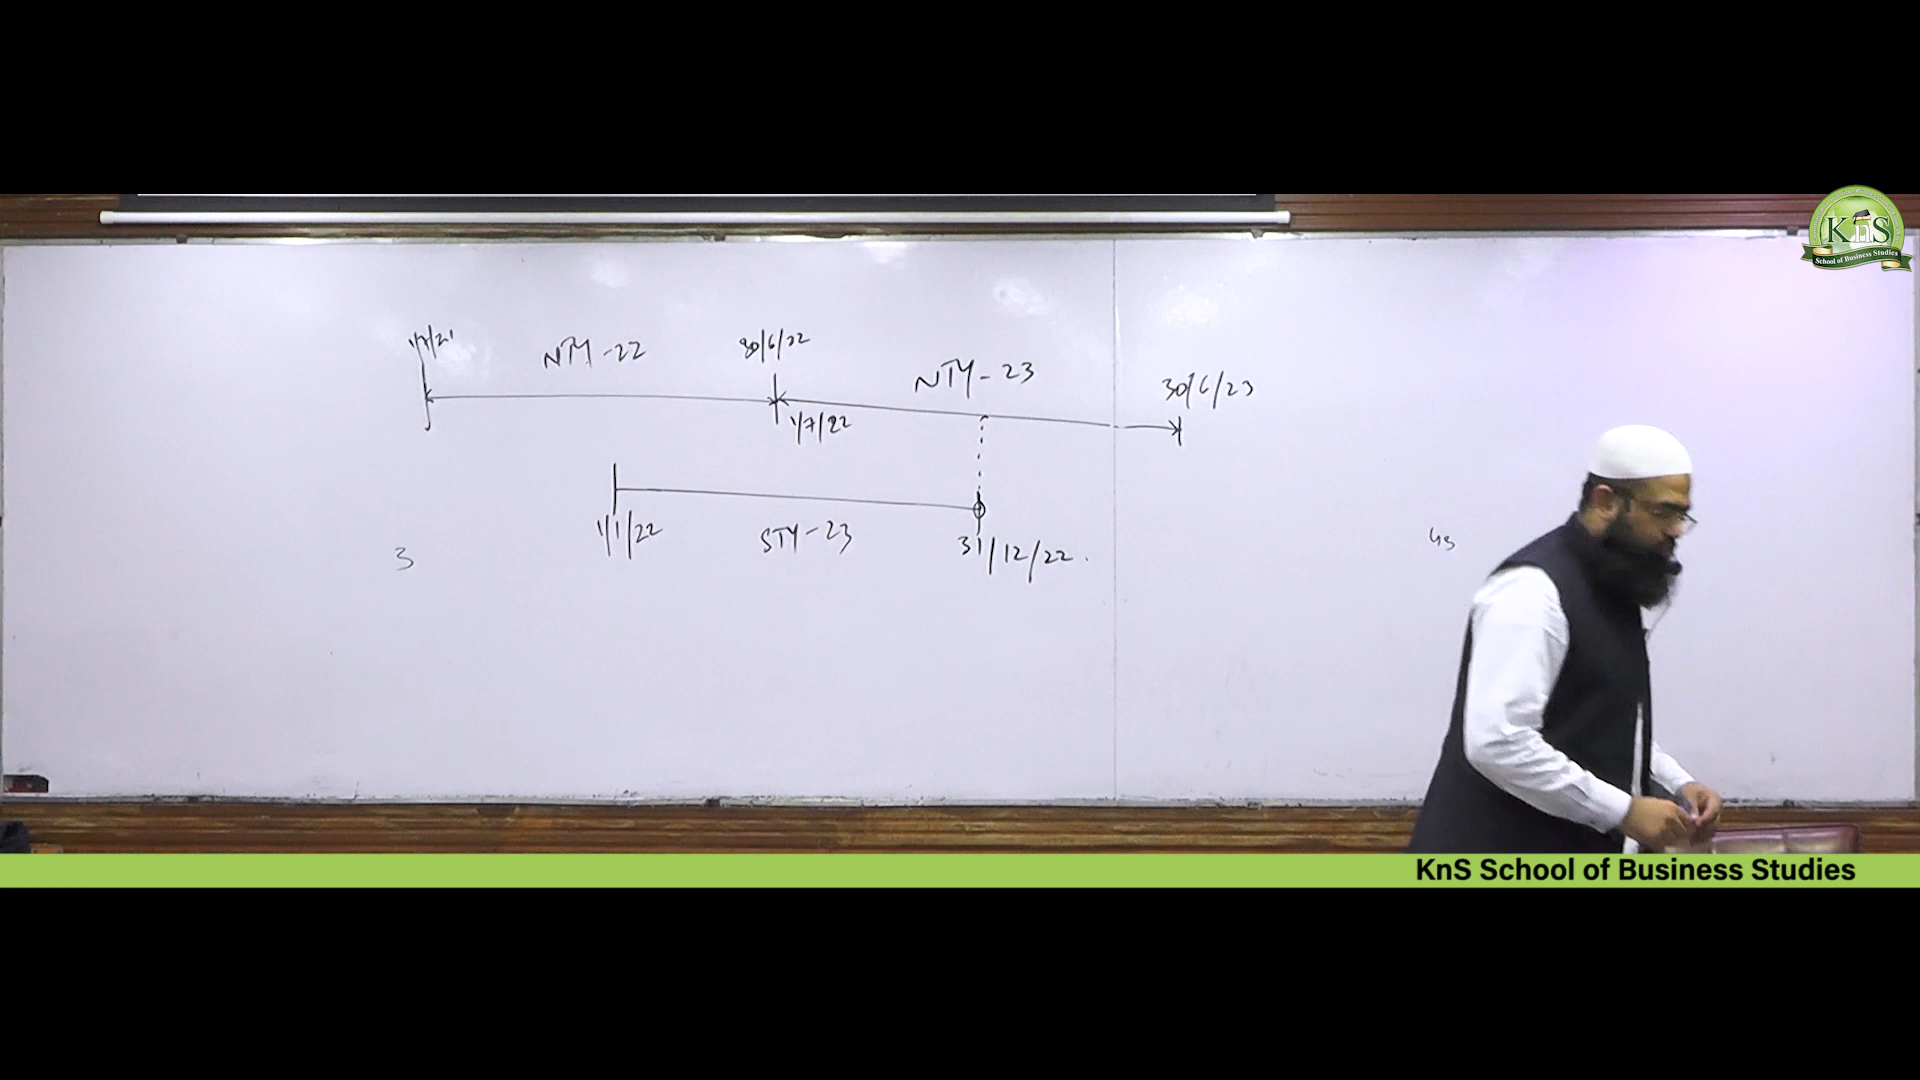 1/7/21 NTY-22 30/6/22 NTY-23 30/6/23
1/7/22
1/1/22 STY-23 31/12/22.
3
43
KnS
School of Business Studies
KnS School of Business Studies